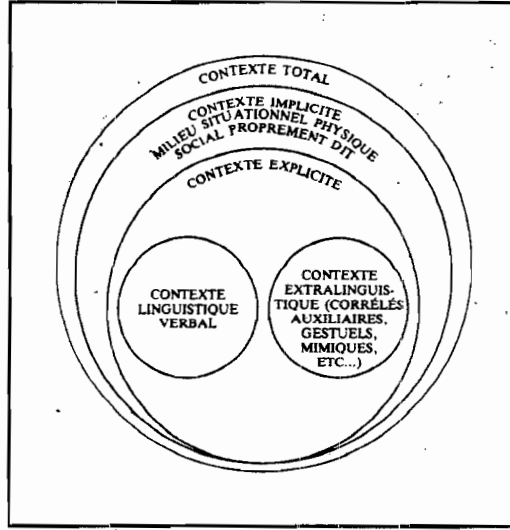 CONTEXTE TOTAL
CONTEXTE IMPLICITE
MILIEU SITUATIONNEL PHYSIQUE
SOCIAL PROPREMENT DIT
CONTEXTE EXPLICITE
CONTEXTE
LINGUISTIQUE
VERBAL
CONTEXTE
EXTRALINGUIS-
TIQUE (CORRÉLÉS
AUXILIAIRES,
GESTUELS,
MIMIQUES,
ETC...)